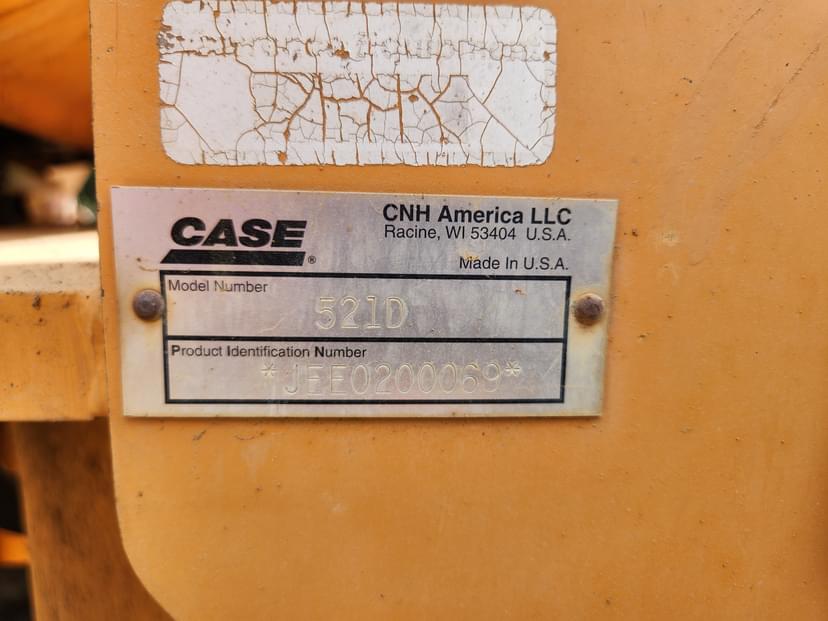 CASE®
CNH America LLC
Racine, WI 53404 U.S.A.
Made In U.S.A.
Model Number
521D
Product Identification Number
*JEE0200069*